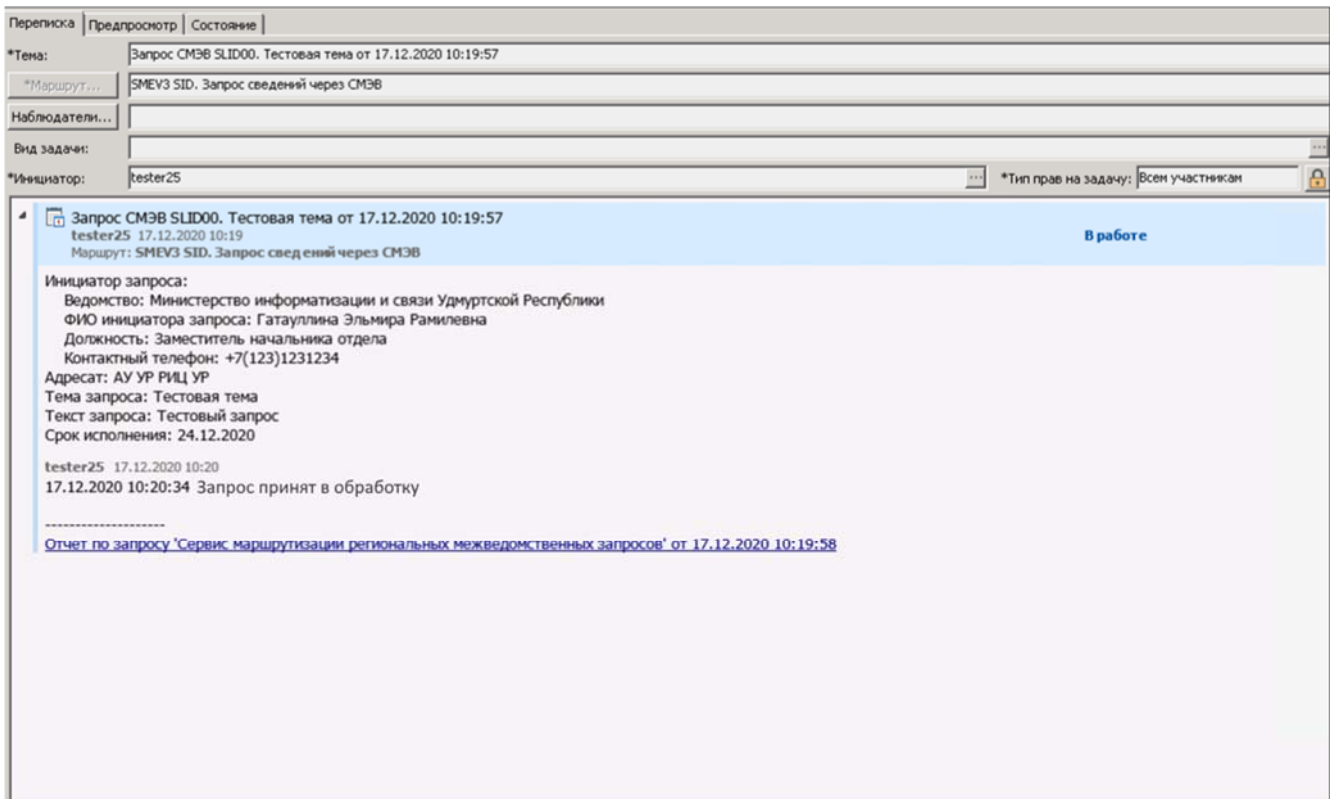 Переписка Предпросмотр Состояние
*Тема: Запрос СМЭВ SLID00. Тестовая тема от 17.12.2020 10:19:57
*Маршрут... SMEV3 SID. Запрос сведений через СМЭВ
Наблюдатели...
Вид задачи: ...
*Инициатор: tester25 ... *Тип прав на задачу: Всем участникам
Запрос СМЭВ SLID00. Тестовая тема от 17.12.2020 10:19:57
tester25 17.12.2020 10:19 В работе
Маршрут: SMEV3 SID. Запрос сведений через СМЭВ
Инициатор запроса:
Ведомство: Министерство информатизации и связи Удмуртской Республики
ФИО инициатора запроса: Гатауллина Эльмира Рамилевна
Должность: Заместитель начальника отдела
Контактный телефон: +7(123)1231234
Адресат: АУ УР РИЦ УР
Тема запроса: Тестовая тема
Текст запроса: Тестовый запрос
Срок исполнения: 24.12.2020
tester25 17.12.2020 10:20
17.12.2020 10:20:34 Запрос принят в обработку
--------------------
Отчет по запросу 'Сервис маршрутизации региональных межведомственных запросов' от 17.12.2020 10:19:58